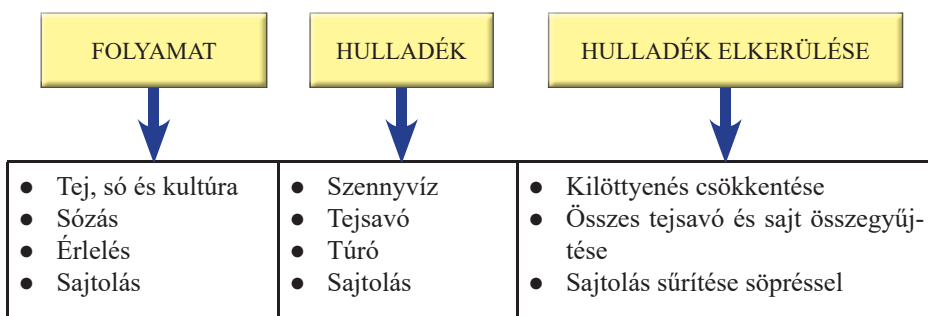 FOLYAMAT
HULLADÉK
HULLADÉK ELKERÜLÉSE
● Tej, só és kultúra
● Sózás
● Érlelés
● Sajtolás
● Szennyvíz
● Tejsavó
● Túró
● Sajtolás
● Kilöttyenés csökkentése
● Összes tejsavó és sajt összegyűj-
tése
● Sajtolás sűrítése söpréssel